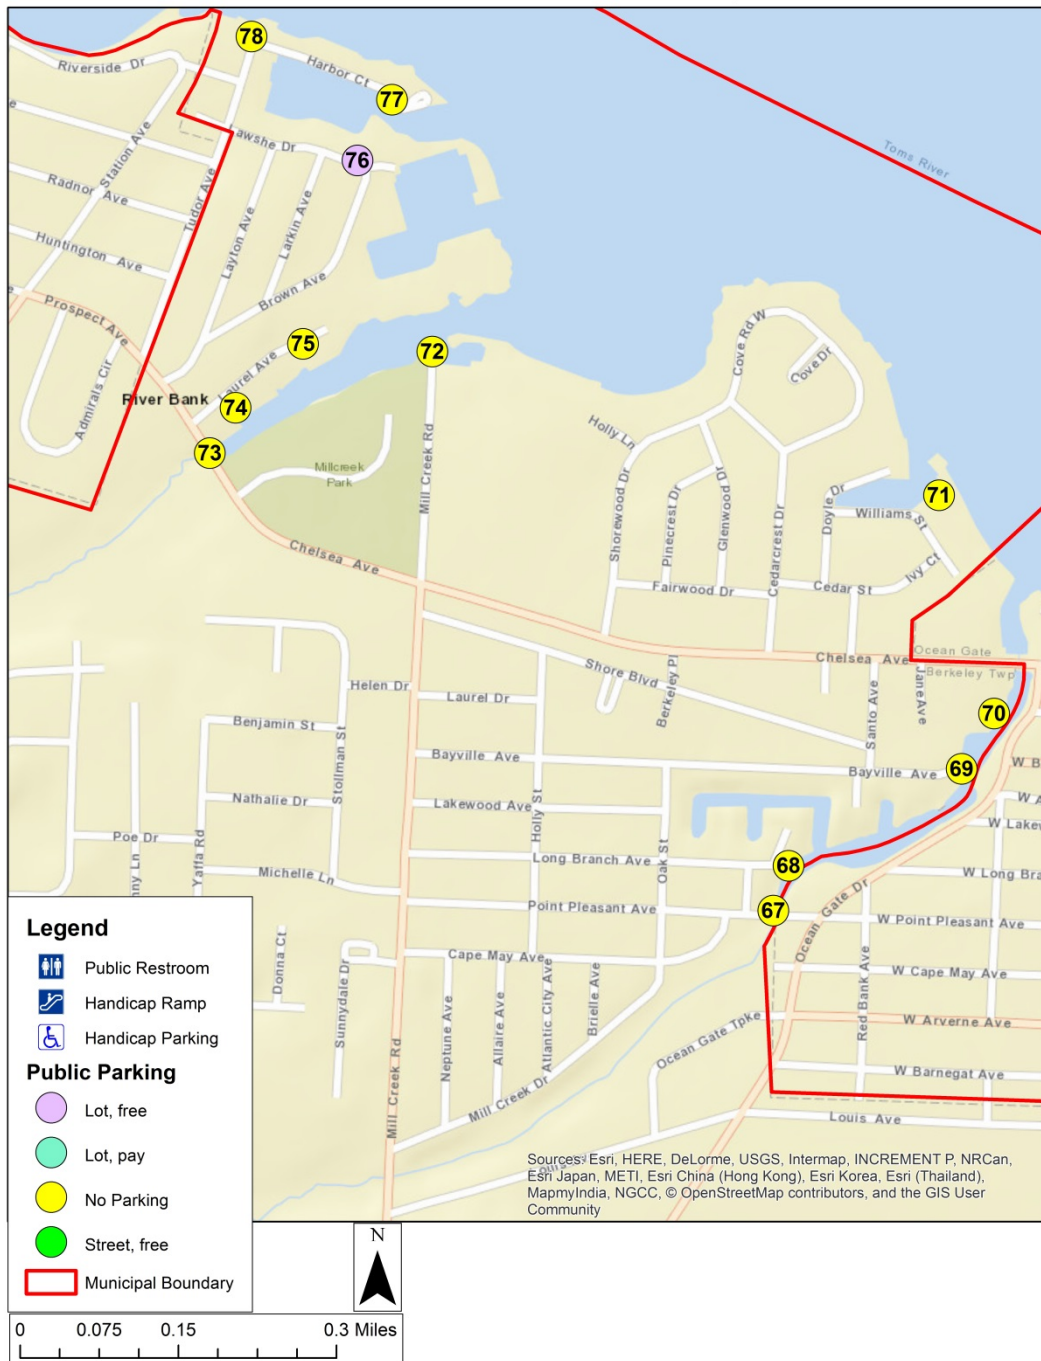 78
Harbor Ct
77
Riverside Dr
Toms River
Lawshe Dr
76
Station Ave
Tudor Ave
Radnor Ave
Layton Ave
Larkin Ave
Huntington Ave
Brown Ave
Prospect Ave
75
72
Cove Rd W
Cove Dr
Laurel Ave
Admirals Cir
River Bank
74
73
Holly Ln
Millcreek
Park
Mill Creek Rd
Shorewood Dr
Pinecrest Dr
Glenwood Dr
Cedarcrest Dr
Doyle Dr
71
Williams St
Ivy Ct
Chelsea Ave
Fairwood Dr
Cedar St
Ocean Gate
Chelsea Ave
Berkeley Twp
Shore Blvd
Berkeley Pl
Jane Ave
Santo Ave
Helen Dr
Laurel Dr
70
Benjamin St
Stollman St
Bayville Ave
Bayville Ave
69
W B
Nathalie Dr
Lakewood Ave
Holly St
W A
W Lakew
Poe Dr
Yaffa Rd
nny Ln
Long Branch Ave
Oak St
68
W Long Bra
Michelle Ln
Point Pleasant Ave
67
Ocean Gate Dr
W Point Pleasant Ave
Donna Ct
Sunnydale Dr
Cape May Ave
W Cape May Ave
Red Bank Ave
Neptune Ave
Allaire Ave
Atlantic City Ave
Brielle Ave
W Arverne Ave
Ocean Gate Tpke
Mill Creek Rd
Mill Creek Dr
W Barnegat Ave
Louis Ave
Sources: Esri, HERE, DeLorme, USGS, Intermap, INCREMENT P, NRCan,
Esri Japan, METI, Esri China (Hong Kong), Esri Korea, Esri (Thailand),
MapmyIndia, NGCC, © OpenStreetMap contributors, and the GIS User
Community
Legend
Public Restroom
Handicap Ramp
Handicap Parking
Public Parking
Lot, free
Lot, pay
No Parking
Street, free
Municipal Boundary
N
0 0.075 0.15 0.3 Miles